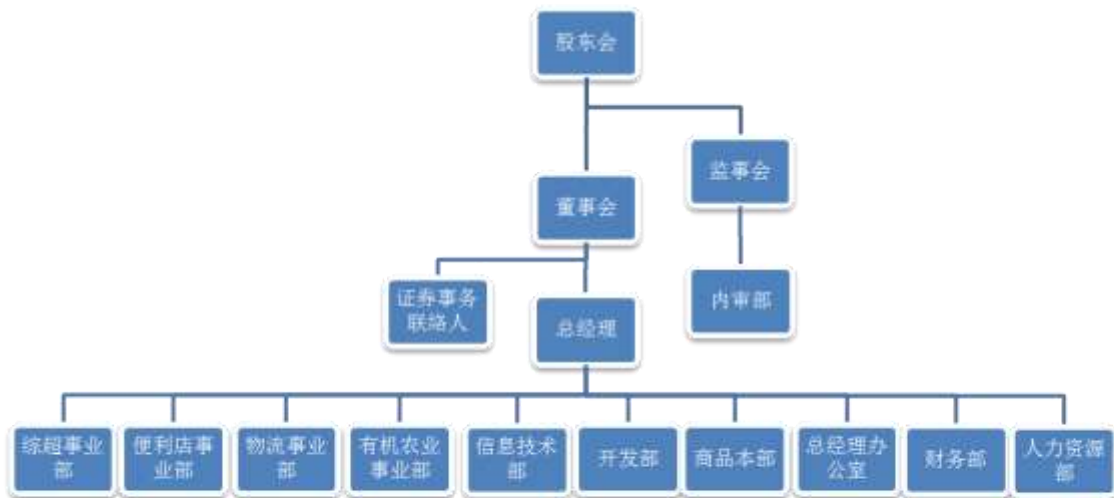 股东会
监事会
董事会
证券事务
联络人
内审部
总经理
综超事业
部
便利店事
业部
物流事业
部
有机农业
事业部
信息技术
部
开发部
商品本部
总经理办
公室
财务部
人力资源
部